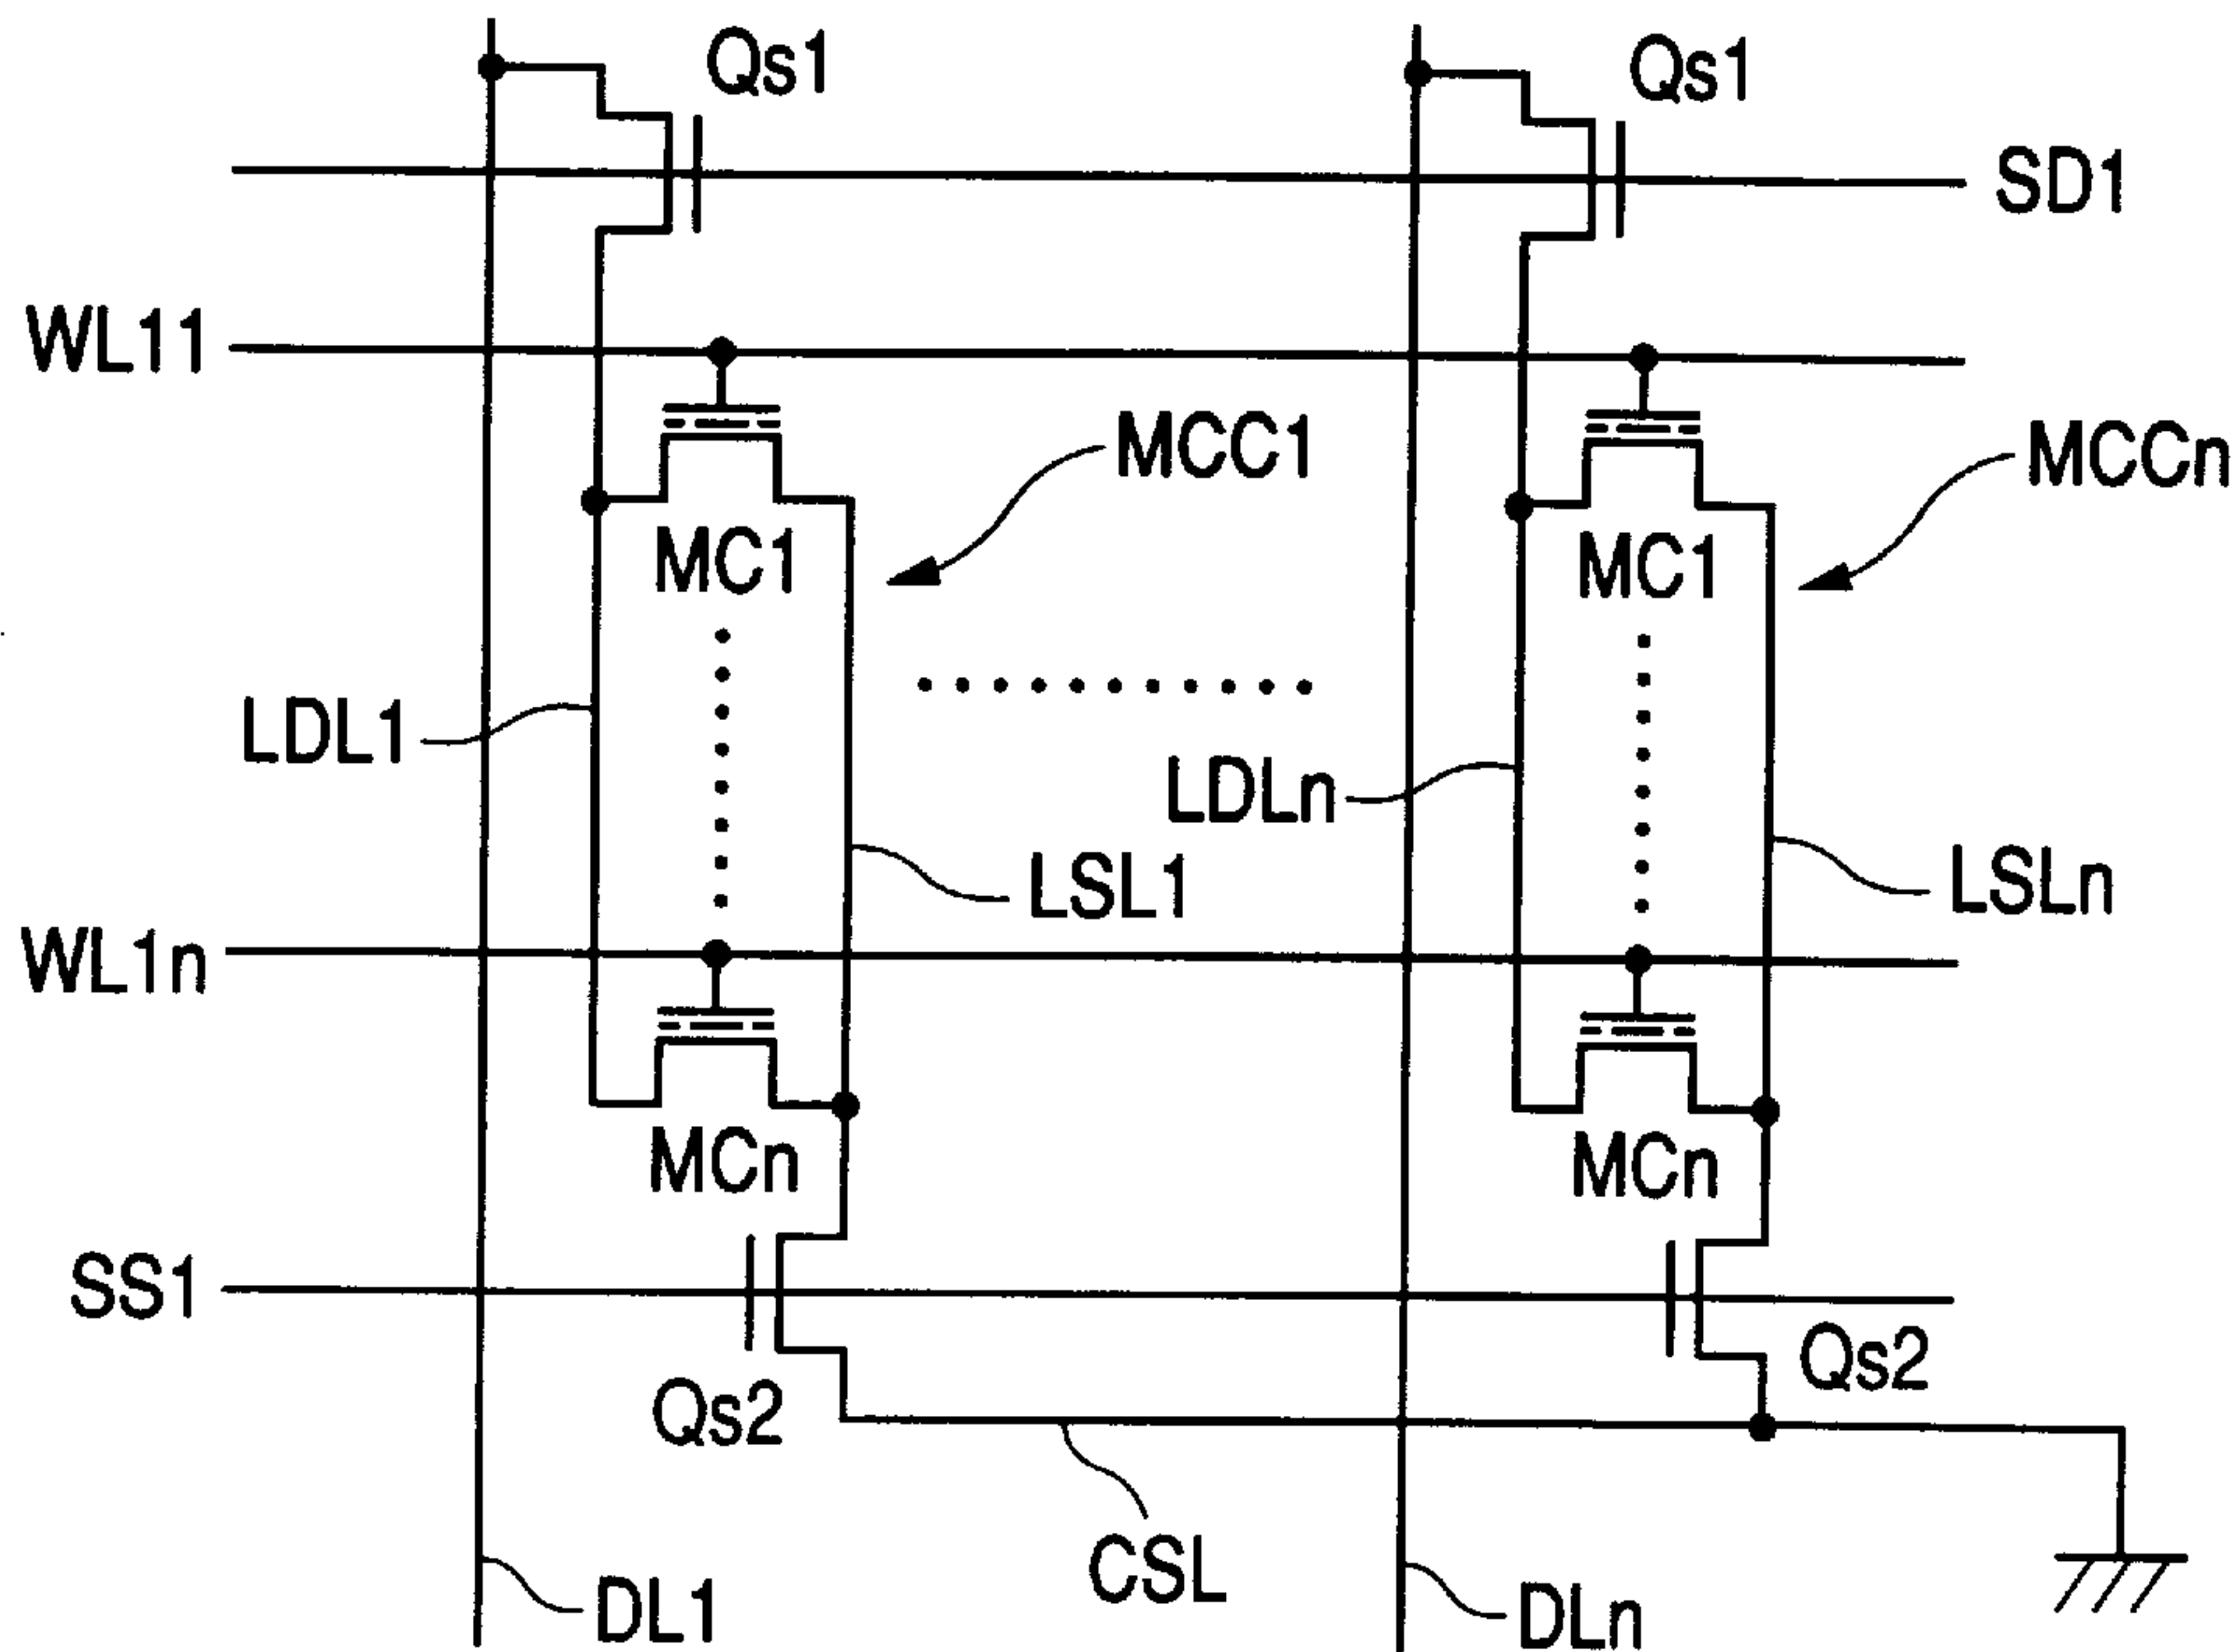 Qs1
Qs1
SD1
WL11
MCC1
MCCn
MC1
MC1
LDL1
LDLn
LSL1
LSLn
WL1n
MCn
MCn
SS1
Qs2
Qs2
CSL
DL1
DLn